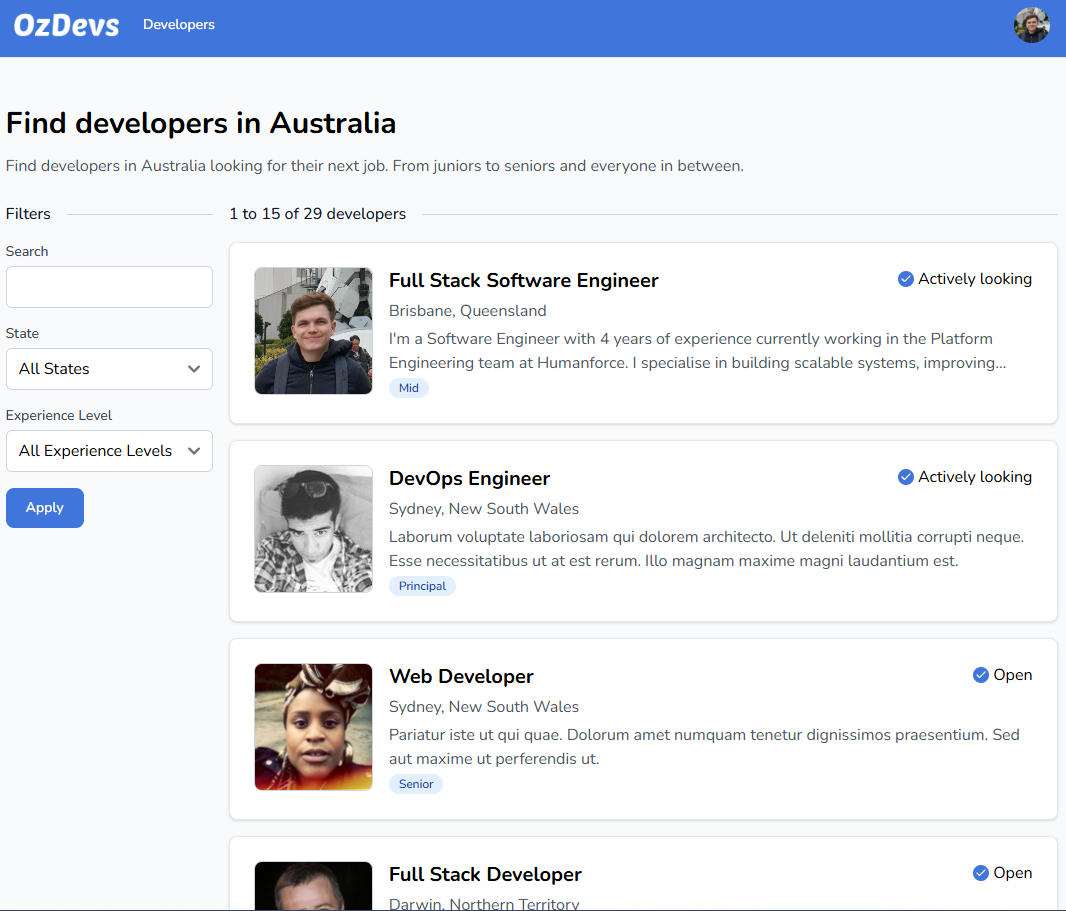 OzDevs Developers
Find developers in Australia
Find developers in Australia looking for their next job. From juniors to seniors and everyone in between.
Filters
Search
State
All States
Experience Level
All Experience Levels
Apply
1 to 15 of 29 developers
Full Stack Software Engineer
Actively looking
Brisbane, Queensland
I'm a Software Engineer with 4 years of experience currently working in the Platform
Engineering team at Humanforce. I specialise in building scalable systems, improving...
Mid
DevOps Engineer
Actively looking
Sydney, New South Wales
Laborum voluptate laboriosam qui dolorem architecto. Ut deleniti mollitia corrupti neque.
Esse necessitatibus ut at est rerum. Illo magnam maxime magni laudantium est.
Principal
Web Developer
Open
Sydney, New South Wales
Pariatur iste ut qui quae. Dolorum amet numquam tenetur dignissimos praesentium. Sed
aut maxime ut perferendis ut.
Senior
Full Stack Developer
Open
Darwin, Northern Territory